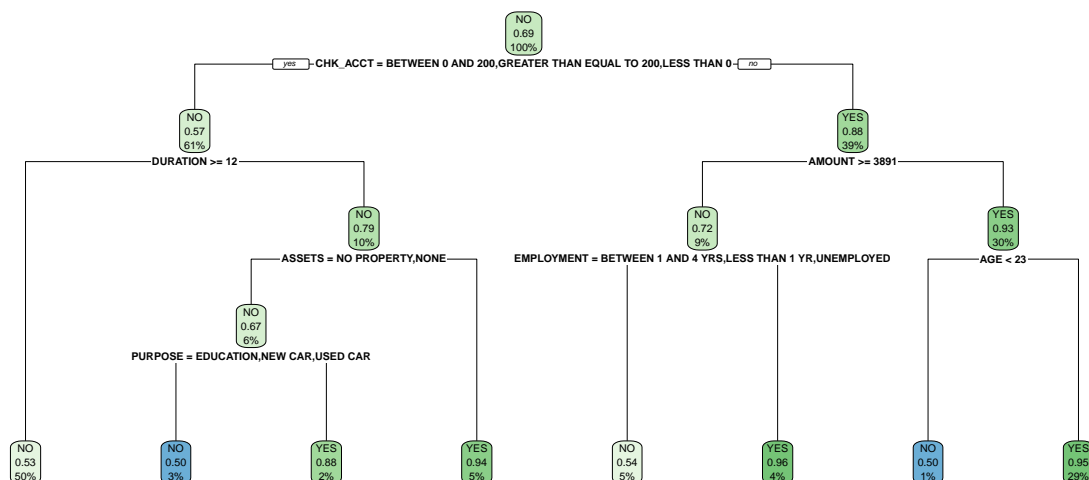 NO
0.69
100%
yes CHK_ACCT = BETWEEN 0 AND 200,GREATER THAN EQUAL TO 200,LESS THAN 0 no
NO
0.57
61%
YES
0.88
39%
DURATION >= 12
AMOUNT >= 3891
NO
0.79
10%
NO
0.72
9%
YES
0.93
30%
ASSETS = NO PROPERTY,NONE
EMPLOYMENT = BETWEEN 1 AND 4 YRS,LESS THAN 1 YR,UNEMPLOYED
AGE < 23
NO
0.67
6%
PURPOSE = EDUCATION,NEW CAR,USED CAR
NO
0.53
50%
NO
0.50
3%
YES
0.88
2%
YES
0.94
5%
NO
0.54
5%
YES
0.96
4%
NO
0.50
1%
YES
0.95
29%